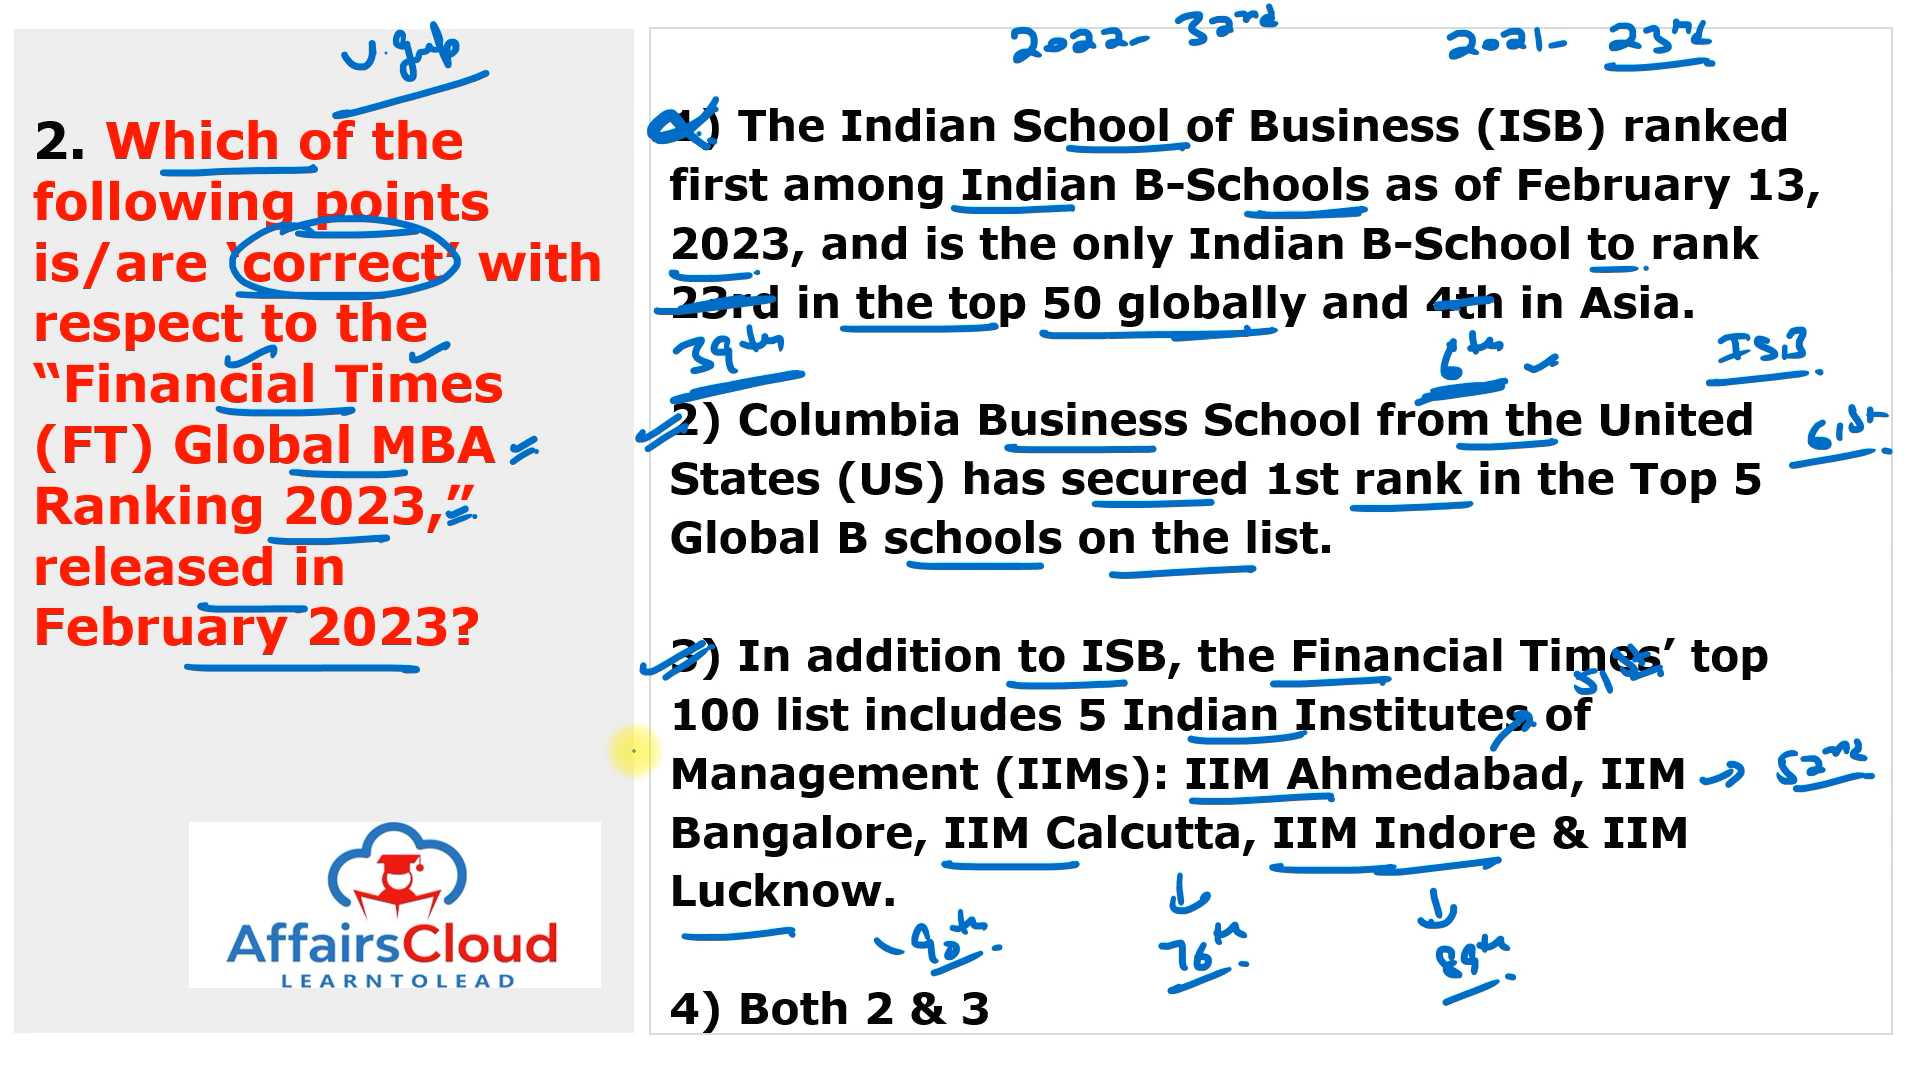 v. gmp
2. Which of the
following points
is/are ‘correct’ with
respect to the
“Financial Times
(FT) Global MBA
Ranking 2023,”
released in
February 2023?
AffairsCloud
LEARNTOLEAD
2022- 32nd 2021- 23rd
1) The Indian School of Business (ISB) ranked
first among Indian B-Schools as of February 13,
2023, and is the only Indian B-School to rank
23rd in the top 50 globally and 4th in Asia.
39th 6th ISB
2) Columbia Business School from the United
61st
States (US) has secured 1st rank in the Top 5
Global B schools on the list.
3) In addition to ISB, the Financial Times’ top
51st
100 list includes 5 Indian Institutes of
Management (IIMs): IIM Ahmedabad, IIM
52nd
Bangalore, IIM Calcutta, IIM Indore & IIM
Lucknow.
90th 76th 89th
4) Both 2 & 3